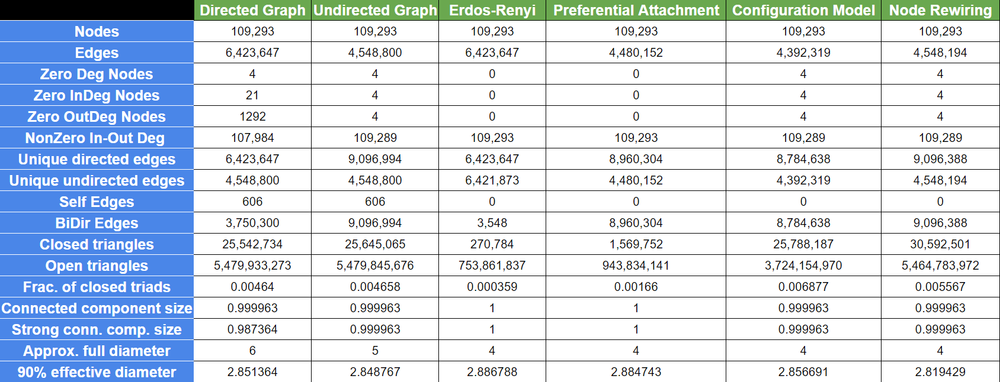 Directed Graph Undirected Graph Erdos-Renyi Preferential Attachment Configuration Model Node Rewiring
Nodes 109,293 109,293 109,293 109,293 109,293 109,293
Edges 6,423,647 4,548,800 6,423,647 4,480,152 4,392,319 4,548,194
Zero Deg Nodes 4 4 0 0 4 4
Zero InDeg Nodes 21 4 0 0 4 4
Zero OutDeg Nodes 1292 4 0 0 4 4
NonZero In-Out Deg 107,984 109,289 109,293 109,293 109,289 109,289
Unique directed edges 6,423,647 9,096,994 6,423,647 8,960,304 8,784,638 9,096,388
Unique undirected edges 4,548,800 4,548,800 6,421,873 4,480,152 4,392,319 4,548,194
Self Edges 606 606 0 0 0 0
BiDir Edges 3,750,300 9,096,994 3,548 8,960,304 8,784,638 9,096,388
Closed triangles 25,542,734 25,645,065 270,784 1,569,752 25,788,187 30,592,501
Open triangles 5,479,933,273 5,479,845,676 753,861,837 943,834,141 3,724,154,970 5,464,783,972
Frac. of closed triads 0.00464 0.004658 0.000359 0.00166 0.006877 0.005567
Connected component size 0.999963 0.999963 1 1 0.999963 0.999963
Strong conn. comp. size 0.987364 0.999963 1 1 0.999963 0.999963
Approx. full diameter 6 5 4 4 4 4
90% effective diameter 2.851364 2.848767 2.886788 2.884743 2.856691 2.819429